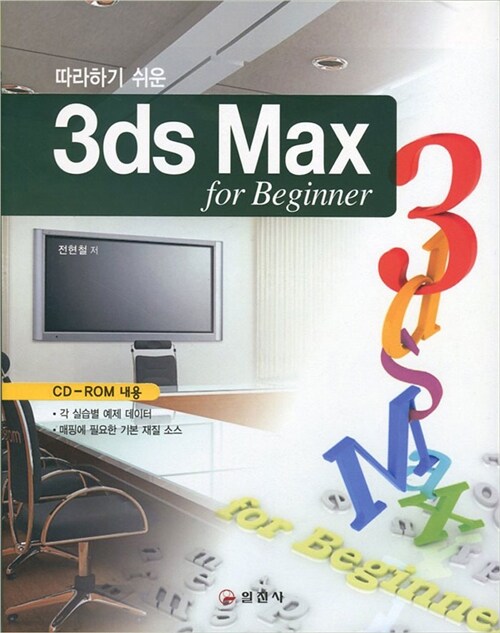 따라하기 쉬운
3ds Max
for Beginner
전현철 저
CD-ROM 내용
• 각 실습별 예제 데이터
• 매핑에 필요한 기본 재질 소스
3
d
S
Max
for Beginne
일진사